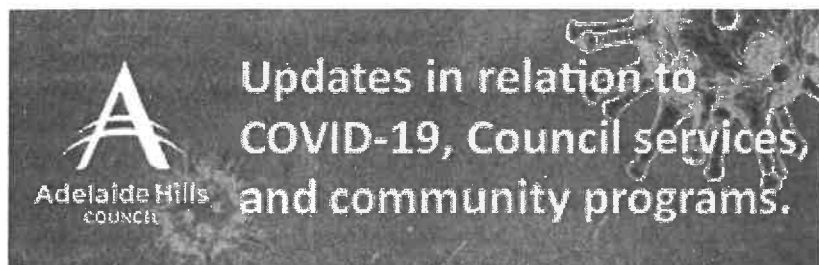 Updates in relation to
COVID-19, Council services,
and community programs.
Adelaide Hills
COUNCIL